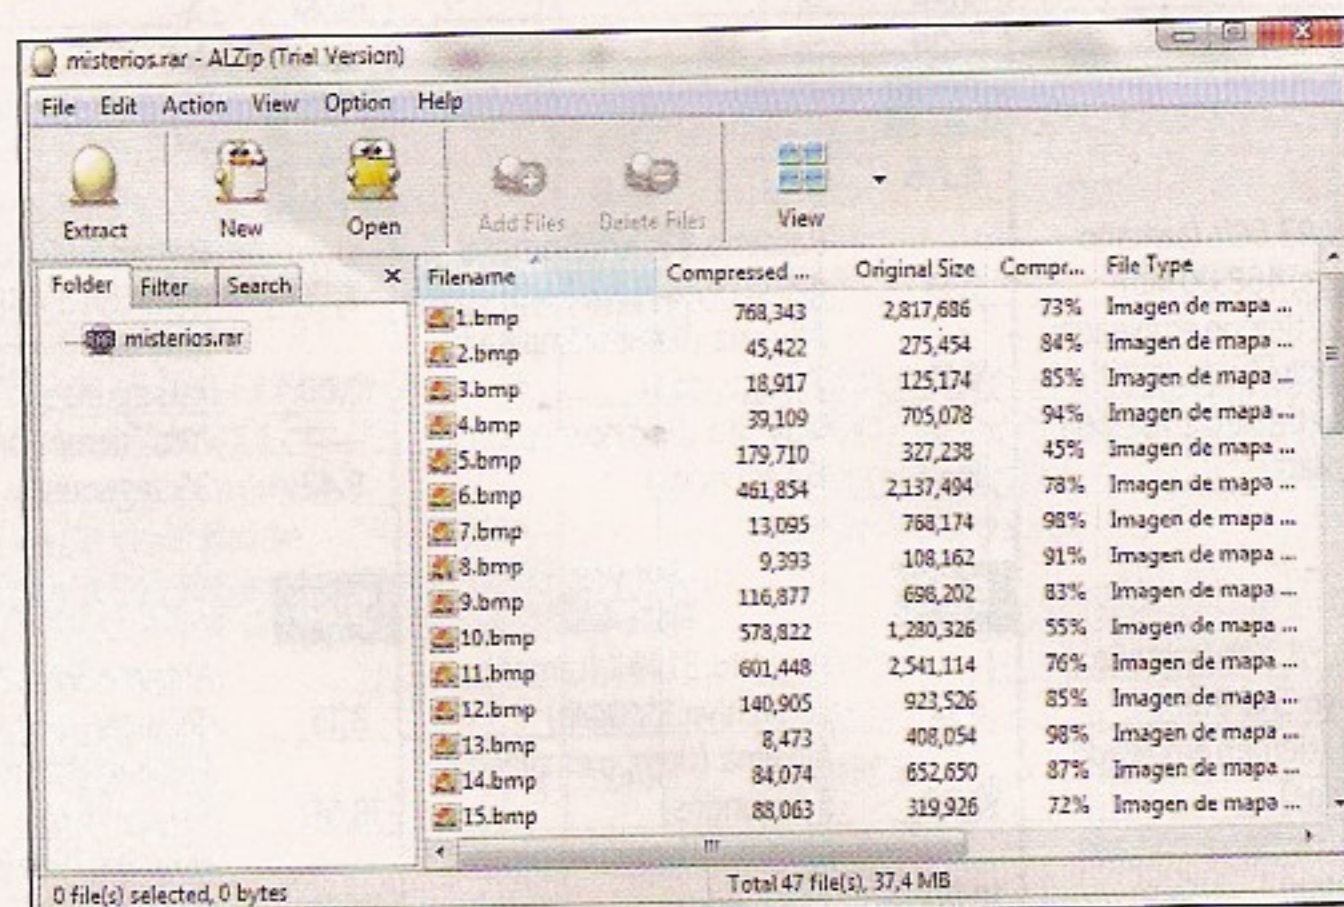 misterios.rar - ALZip (Trial Version)
File Edit Action View Option Help
Extract New Open Add Files Delete Files View
Folder Filter Search
misterios.rar
Filename Compressed ... Original Size Compr... File Type
1.bmp 768,343 2,817,686 73% Imagen de mapa ...
2.bmp 45,422 275,454 84% Imagen de mapa ...
3.bmp 18,917 125,174 85% Imagen de mapa ...
4.bmp 39,109 705,078 94% Imagen de mapa ...
5.bmp 179,710 327,238 45% Imagen de mapa ...
6.bmp 461,854 2,137,494 78% Imagen de mapa ...
7.bmp 13,095 768,174 98% Imagen de mapa ...
8.bmp 9,393 108,162 91% Imagen de mapa ...
9.bmp 116,877 698,202 83% Imagen de mapa ...
10.bmp 578,822 1,280,326 55% Imagen de mapa ...
11.bmp 601,448 2,541,114 76% Imagen de mapa ...
12.bmp 140,905 923,526 85% Imagen de mapa ...
13.bmp 8,473 408,054 98% Imagen de mapa ...
14.bmp 84,074 652,650 87% Imagen de mapa ...
15.bmp 88,063 319,926 72% Imagen de mapa ...
0 file(s) selected, 0 bytes
Total 47 file(s), 37,4 MB